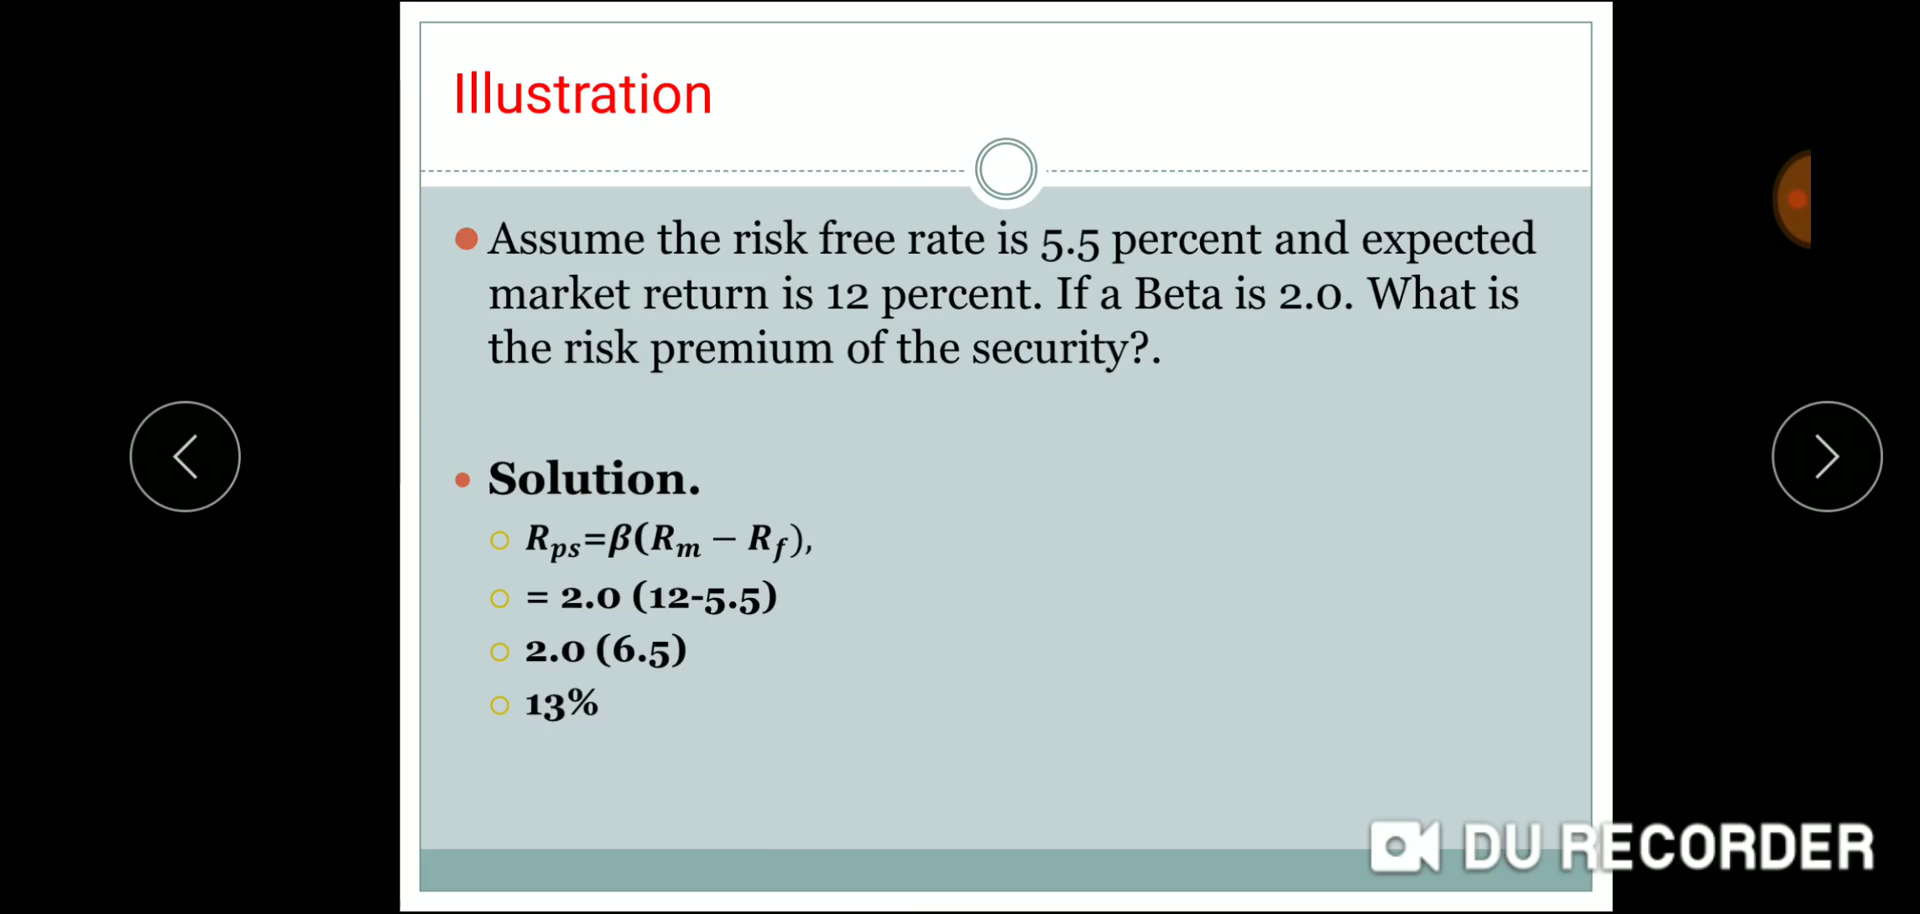 Illustration
Assume the risk free rate is 5.5 percent and expected
market return is 12 percent. If a Beta is 2.0. What is
the risk premium of the security?.
Solution.
Rps=β(Rm − Rf),
= 2.0 (12-5.5)
2.0 (6.5)
13%
DU RECORDER